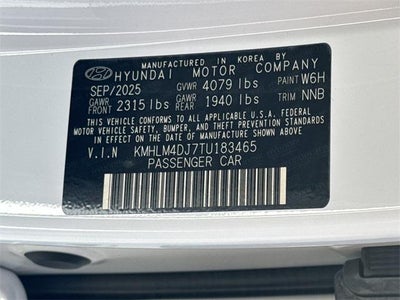 MANUFACTURED IN KOREA BY
HYUNDAI MOTOR COMPANY
SEP/2025 GVWR 4079 lbs PAINT W6H
GAWR FRONT 2315 lbs GAWR REAR 1940 lbs TRIM NNB
THIS VEHICLE CONFORMS TO ALL APPLICABLE U.S.A. FEDERAL
MOTOR VEHICLE SAFETY, BUMPER, AND THEFT PREVENTION STANDARDS
IN EFFECT ON THE DATE OF MANUFACTURE SHOWN ABOVE.
V.I.N KMHLM4DJ7TU183465
PASSENGER CAR